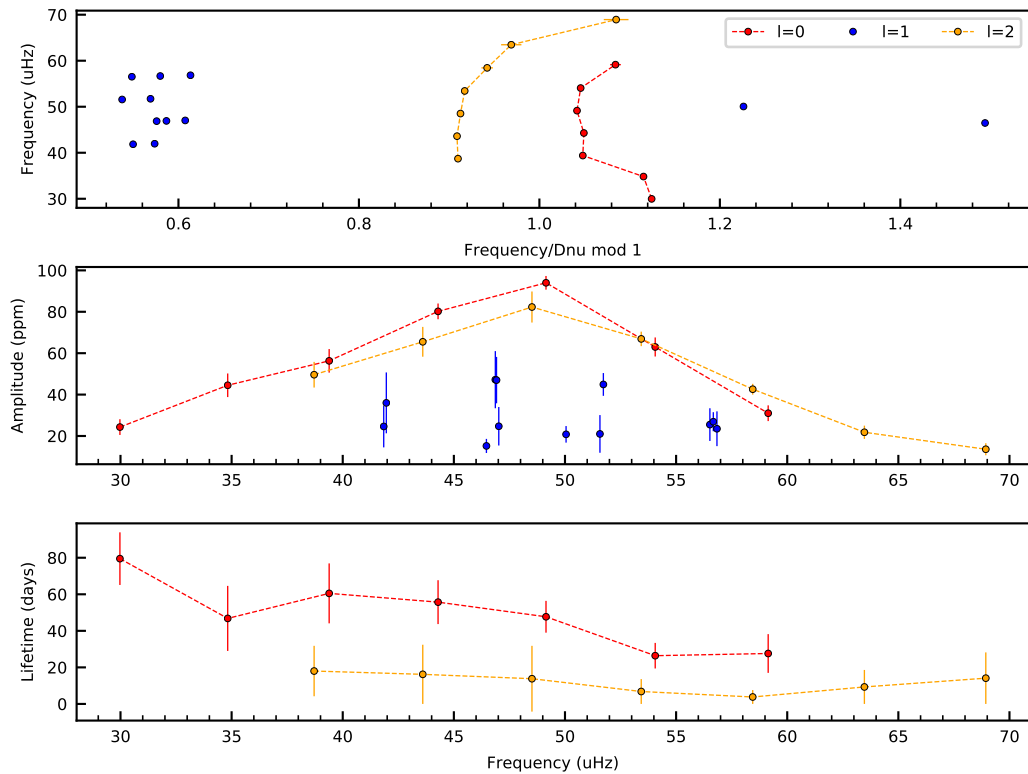 70
60
50
40
30
Frequency (uHz)
l=0 l=1 l=2
0.6 0.8 1.0 1.2 1.4
Frequency/Dnu mod 1
100
80
60
40
20
Amplitude (ppm)
30 35 40 45 50 55 60 65 70
80
60
40
20
0
Lifetime (days)
30 35 40 45 50 55 60 65 70
Frequency (uHz)